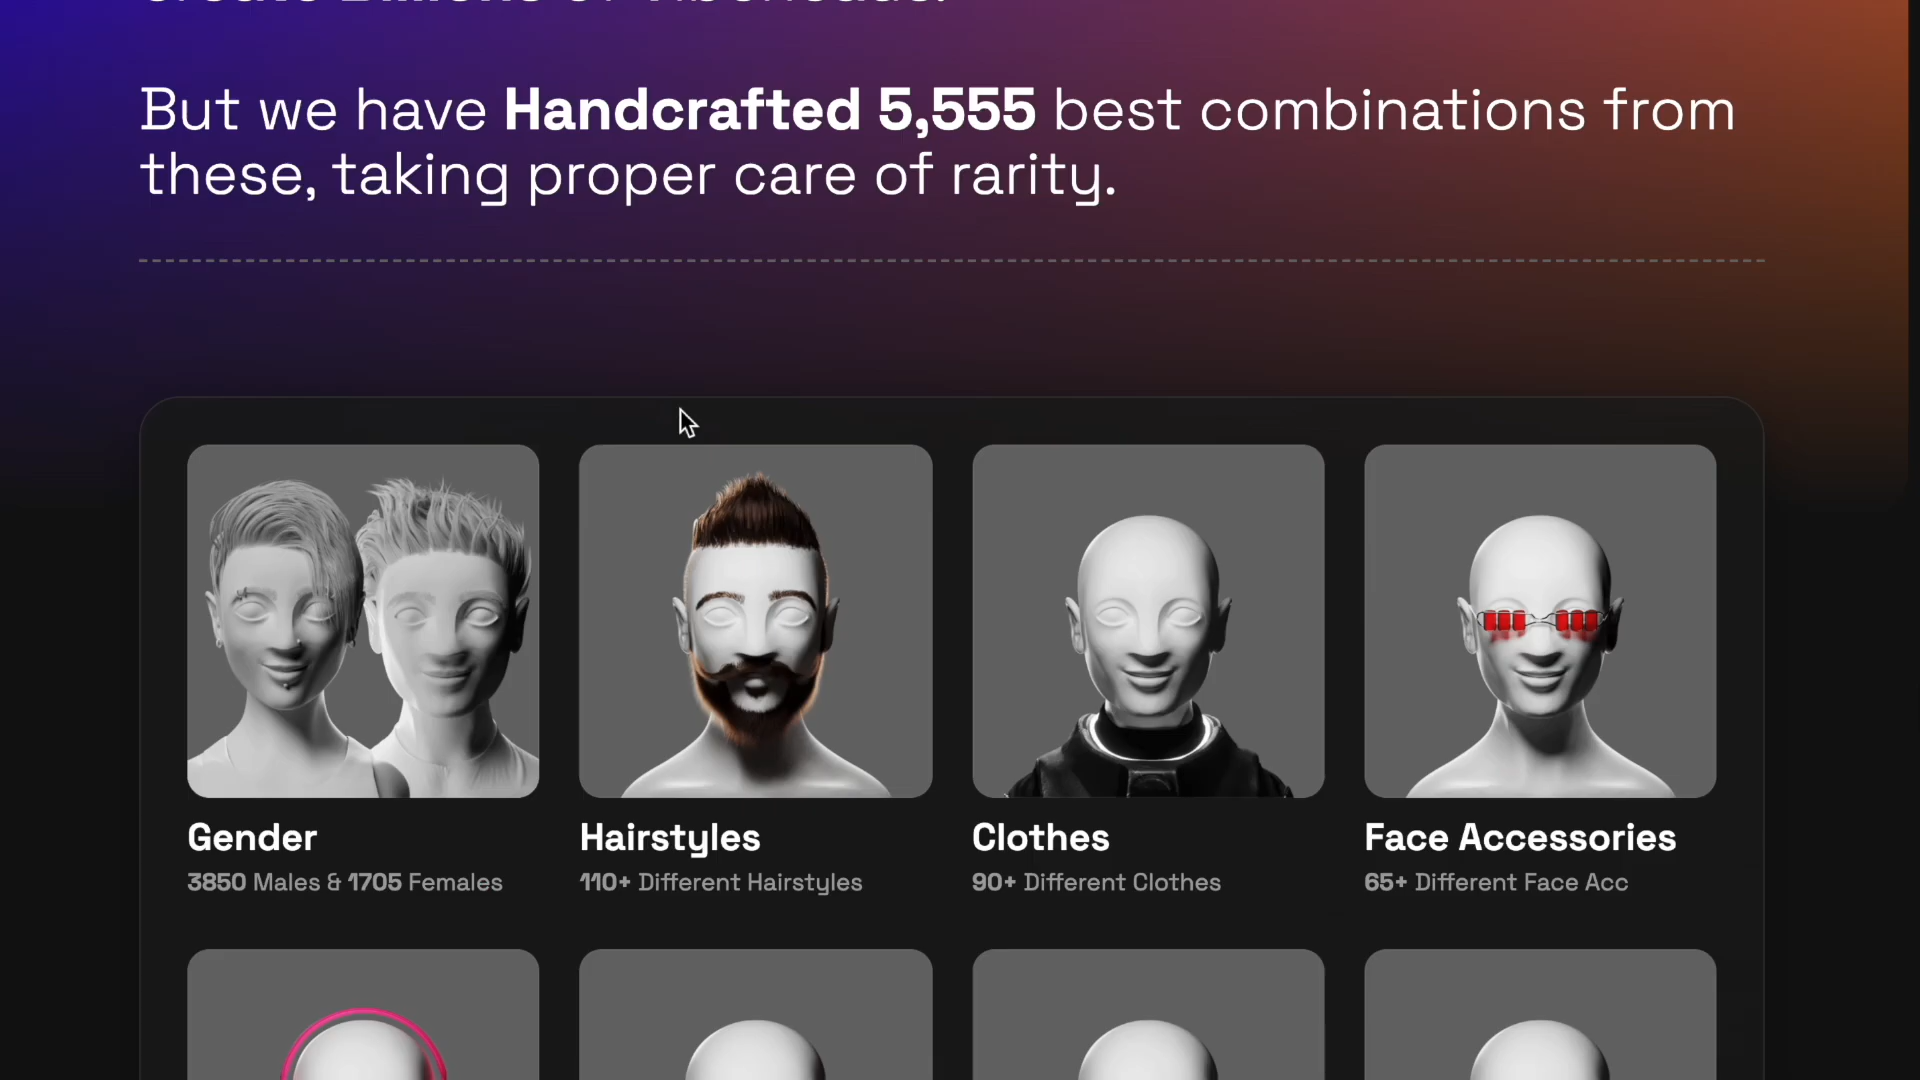 But we have Handcrafted 5,555 best combinations from
these, taking proper care of rarity.
Gender
3850 Males & 1705 Females
Hairstyles
110+ Different Hairstyles
Clothes
90+ Different Clothes
Face Accessories
65+ Different Face Acc